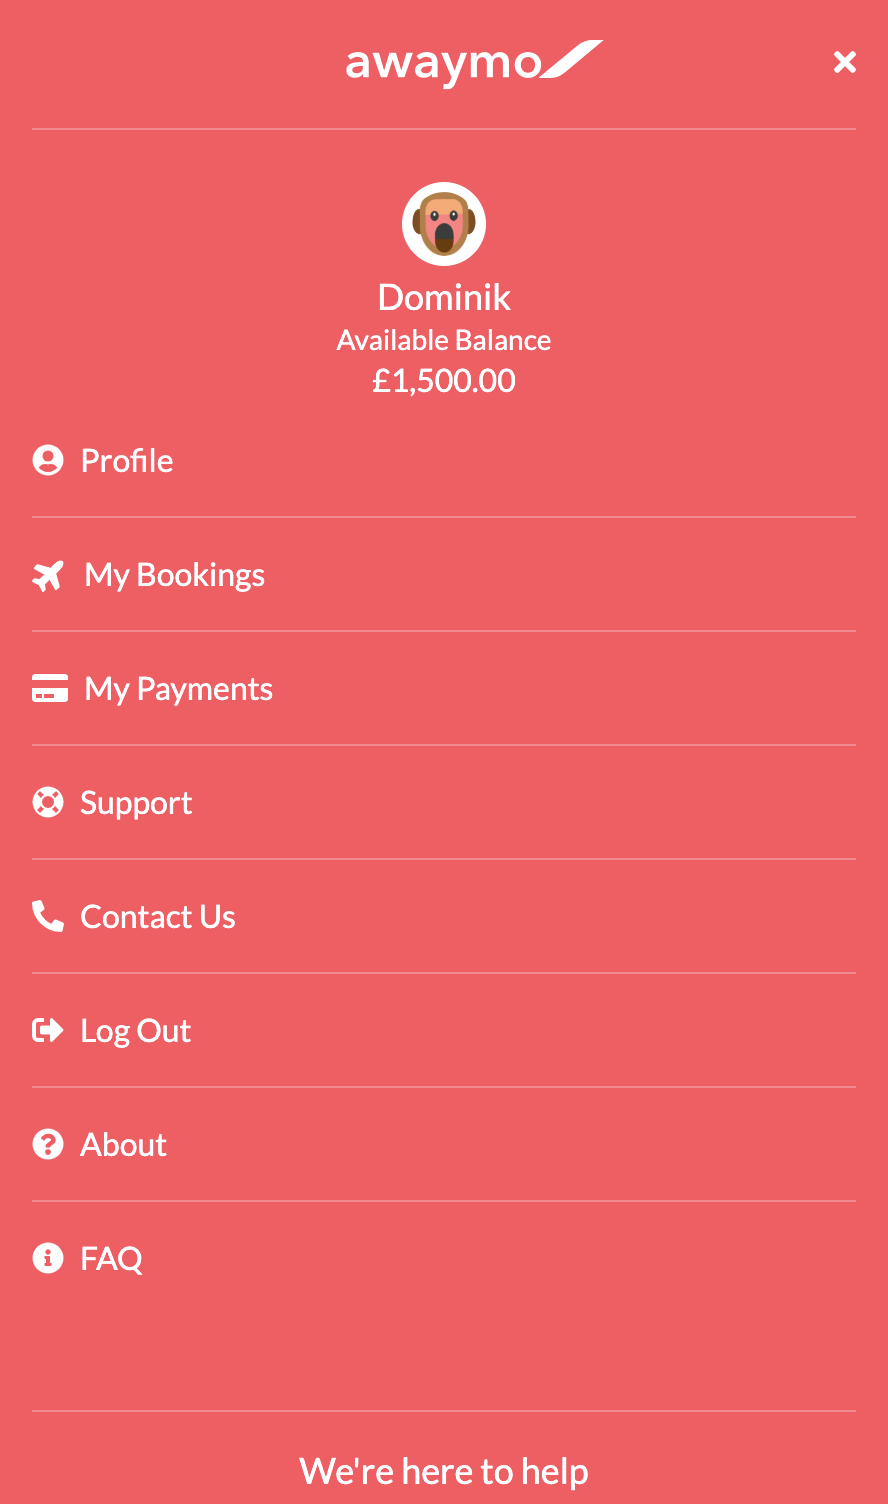 awaymo
Dominik
Available Balance
£1,500.00
Profile
My Bookings
My Payments
Support
Contact Us
Log Out
About
FAQ
We're here to help